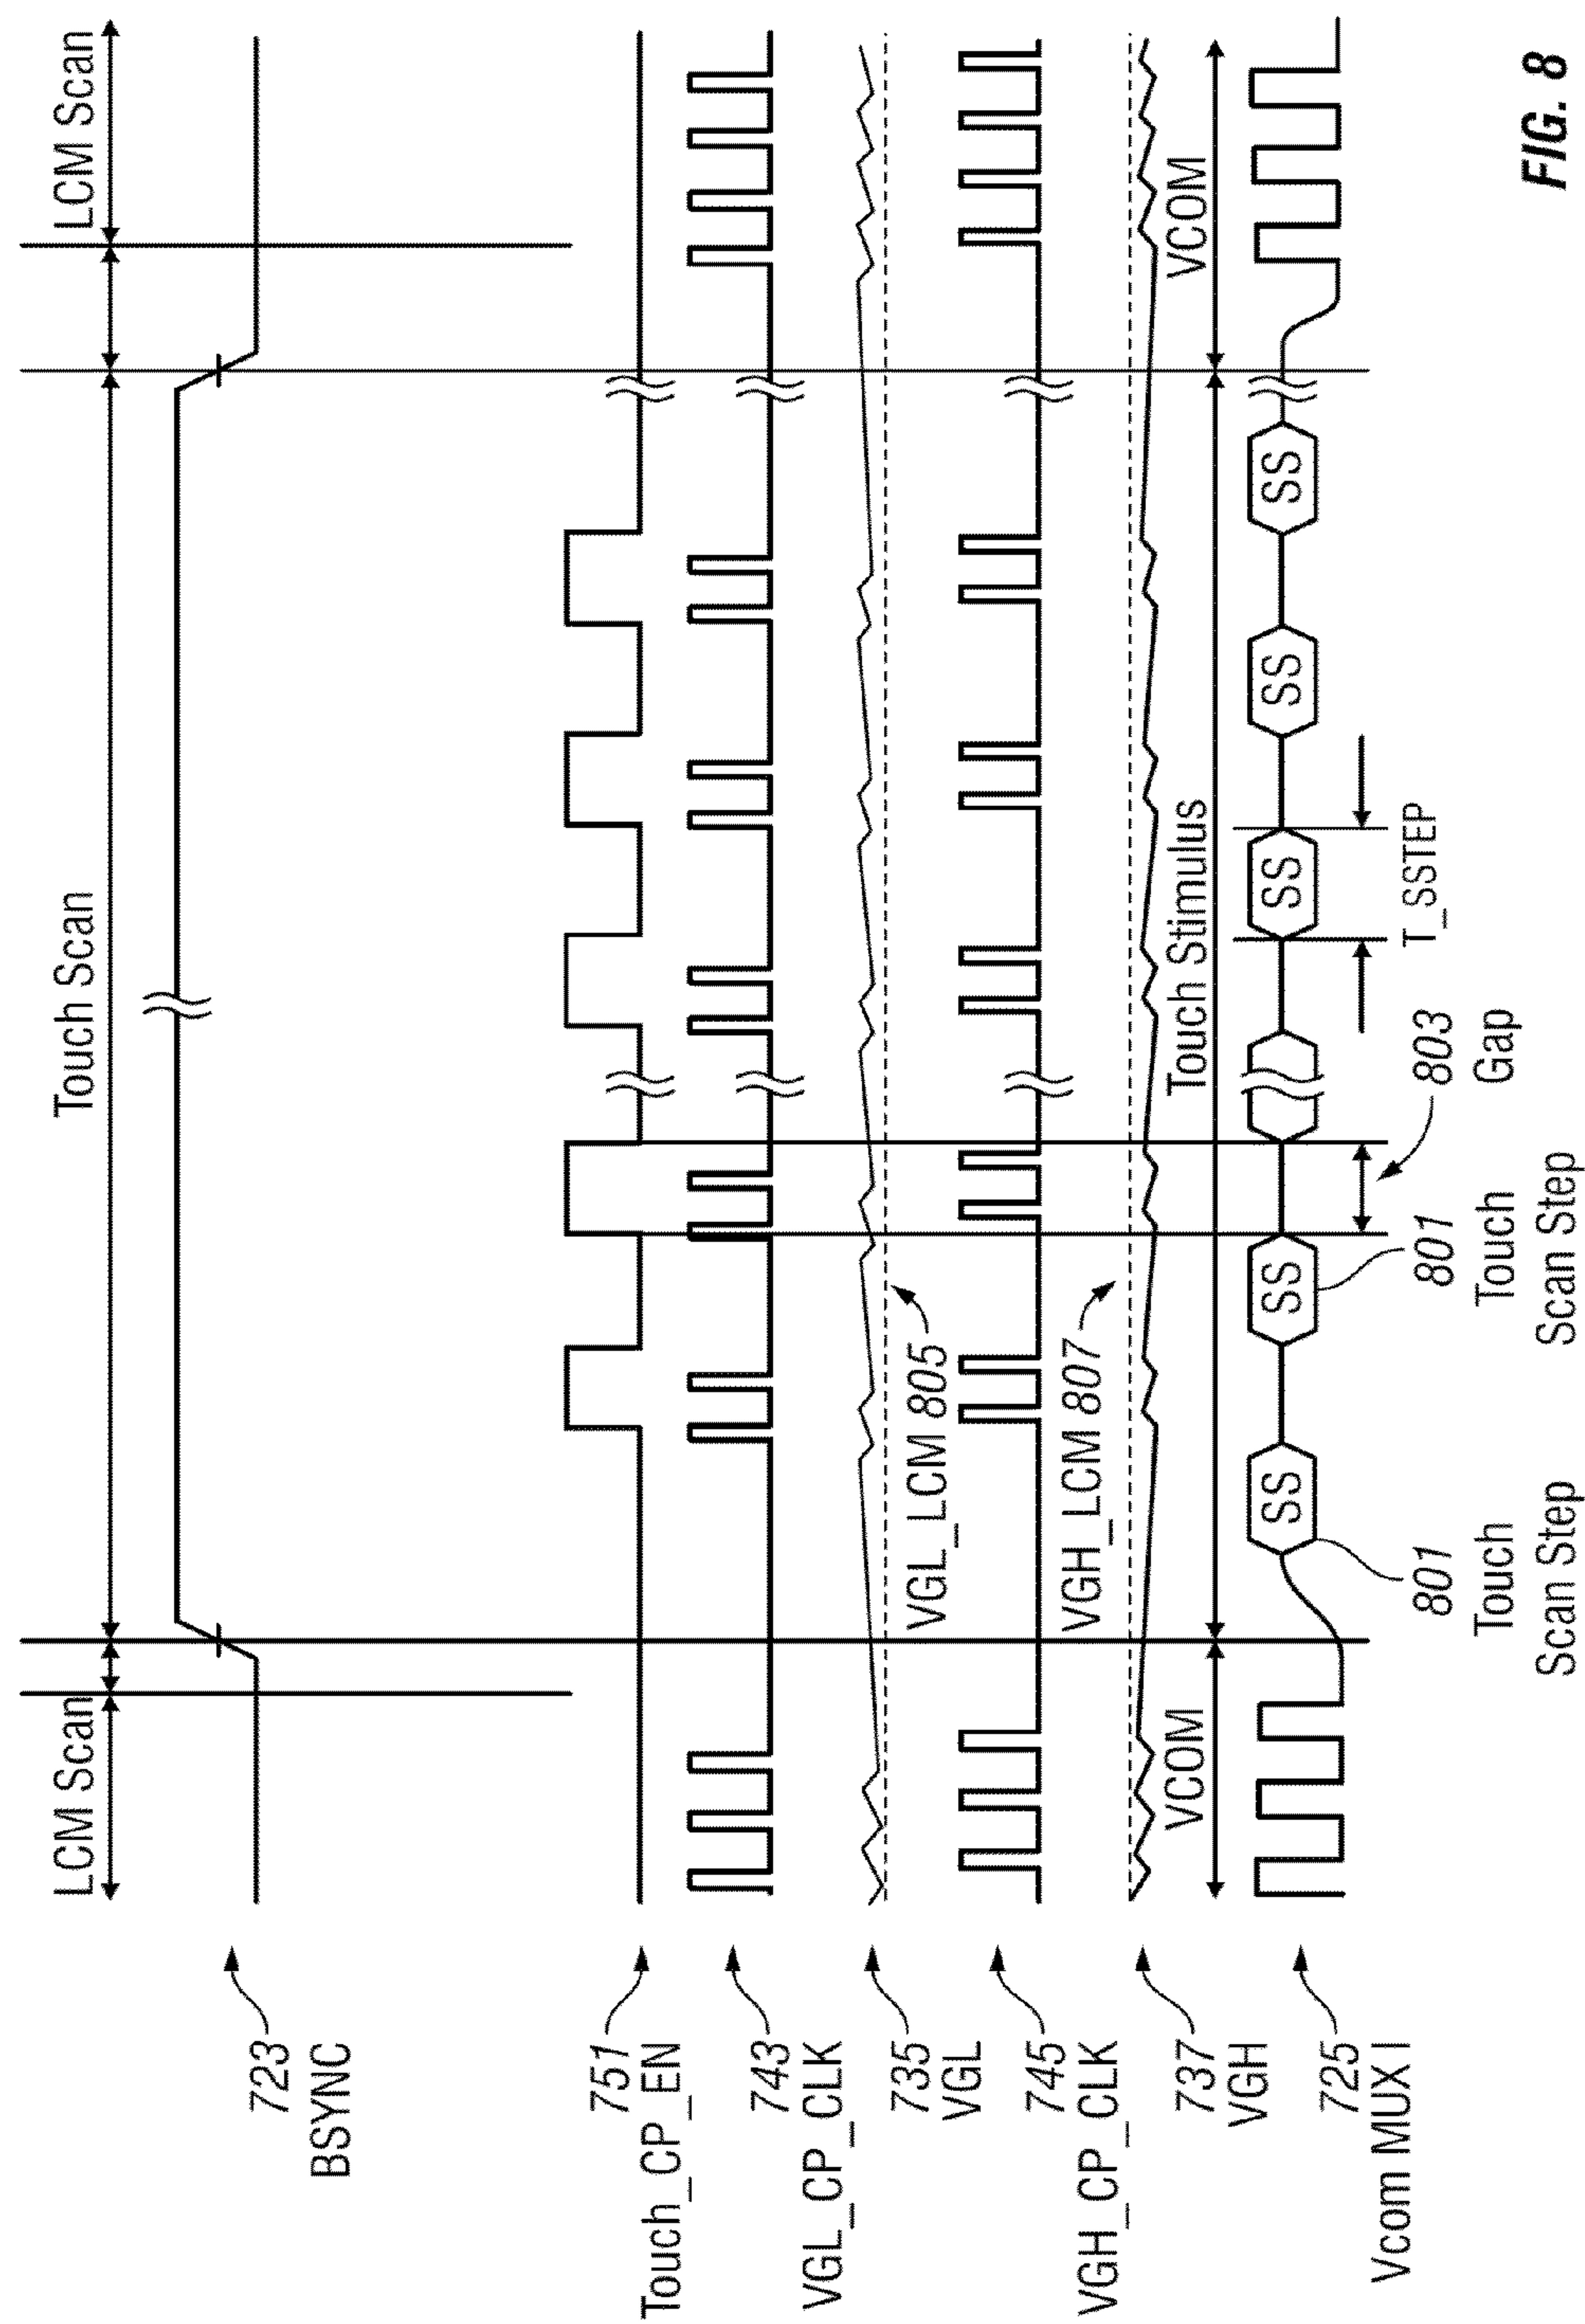 LCM Scan
Touch Scan
LCM Scan
723
BSYNC
751
Touch_CP_EN
743
VGL_CP_CLK
735
VGL
VGL_LCM 805
745
VGH_CP_CLK
VGH_LCM 807
737
VGH
VCOM
Touch Stimulus
VCOM
725
Vcom MUX I
SS
SS
SS
SS
SS
T_SSTEP
801
Touch
Scan Step
801
Touch
Scan Step
803
Gap
FIG. 8